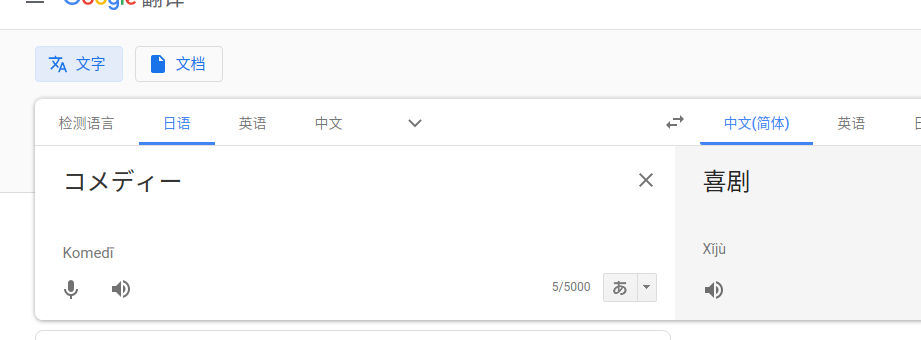 Google 翻译
文字 文档
检测语言 日语 英语 中文 中文(简体) 英语
コメディー 喜剧
Komedī Xǐjù
5/5000 あ